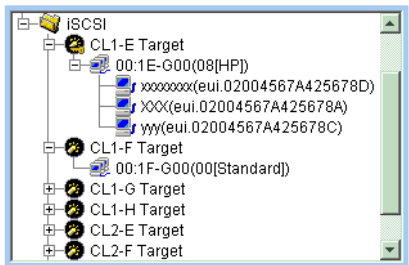 iSCSI
CL1-E Target
00:1E-G00(08[HP])
xxxxxxxx(eui.02004567A425678D)
XXX(eui.02004567A425678A)
yyy(eui.02004567A425678C)
CL1-F Target
00:1F-G00(00[Standard])
CL1-G Target
CL1-H Target
CL2-E Target
CL2-F Target